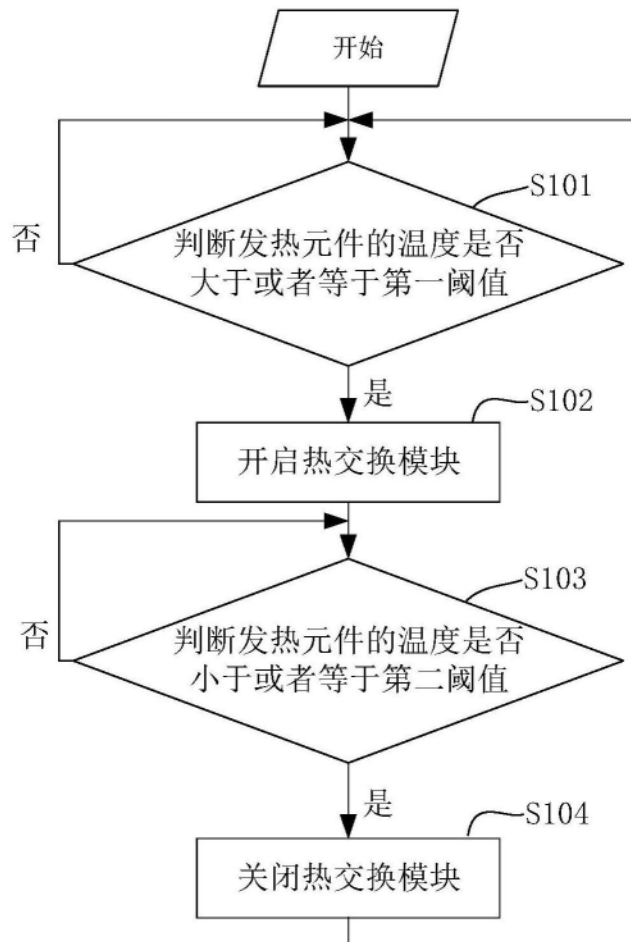 开始
S101
否
判断发热元件的温度是否
大于或者等于第一阈值
是
S102
开启热交换模块
S103
否
判断发热元件的温度是否
小于或者等于第二阈值
是
S104
关闭热交换模块